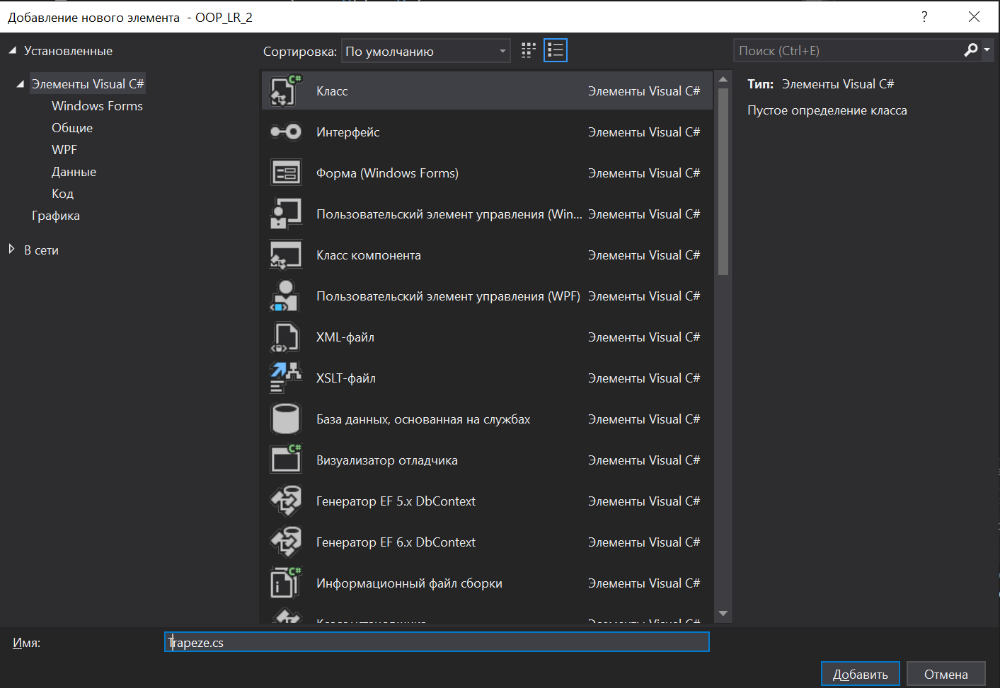 Добавление нового элемента - OOP_LR_2
?
Установленные
Элементы Visual C#
Windows Forms
Общие
WPF
Данные
Код
Графика
В сети
Сортировка: По умолчанию
Класс Элементы Visual C#
Интерфейс Элементы Visual C#
Форма (Windows Forms) Элементы Visual C#
Пользовательский элемент управления (Win... Элементы Visual C#
Класс компонента Элементы Visual C#
Пользовательский элемент управления (WPF) Элементы Visual C#
XML-файл Элементы Visual C#
XSLT-файл Элементы Visual C#
База данных, основанная на службах Элементы Visual C#
Визуализатор отладчика Элементы Visual C#
Генератор EF 5.x DbContext Элементы Visual C#
Генератор EF 6.x DbContext Элементы Visual C#
Информационный файл сборки Элементы Visual C#
Поиск (Ctrl+E)
Тип: Элементы Visual C#
Пустое определение класса
Имя: Trapeze.cs
Добавить Отмена